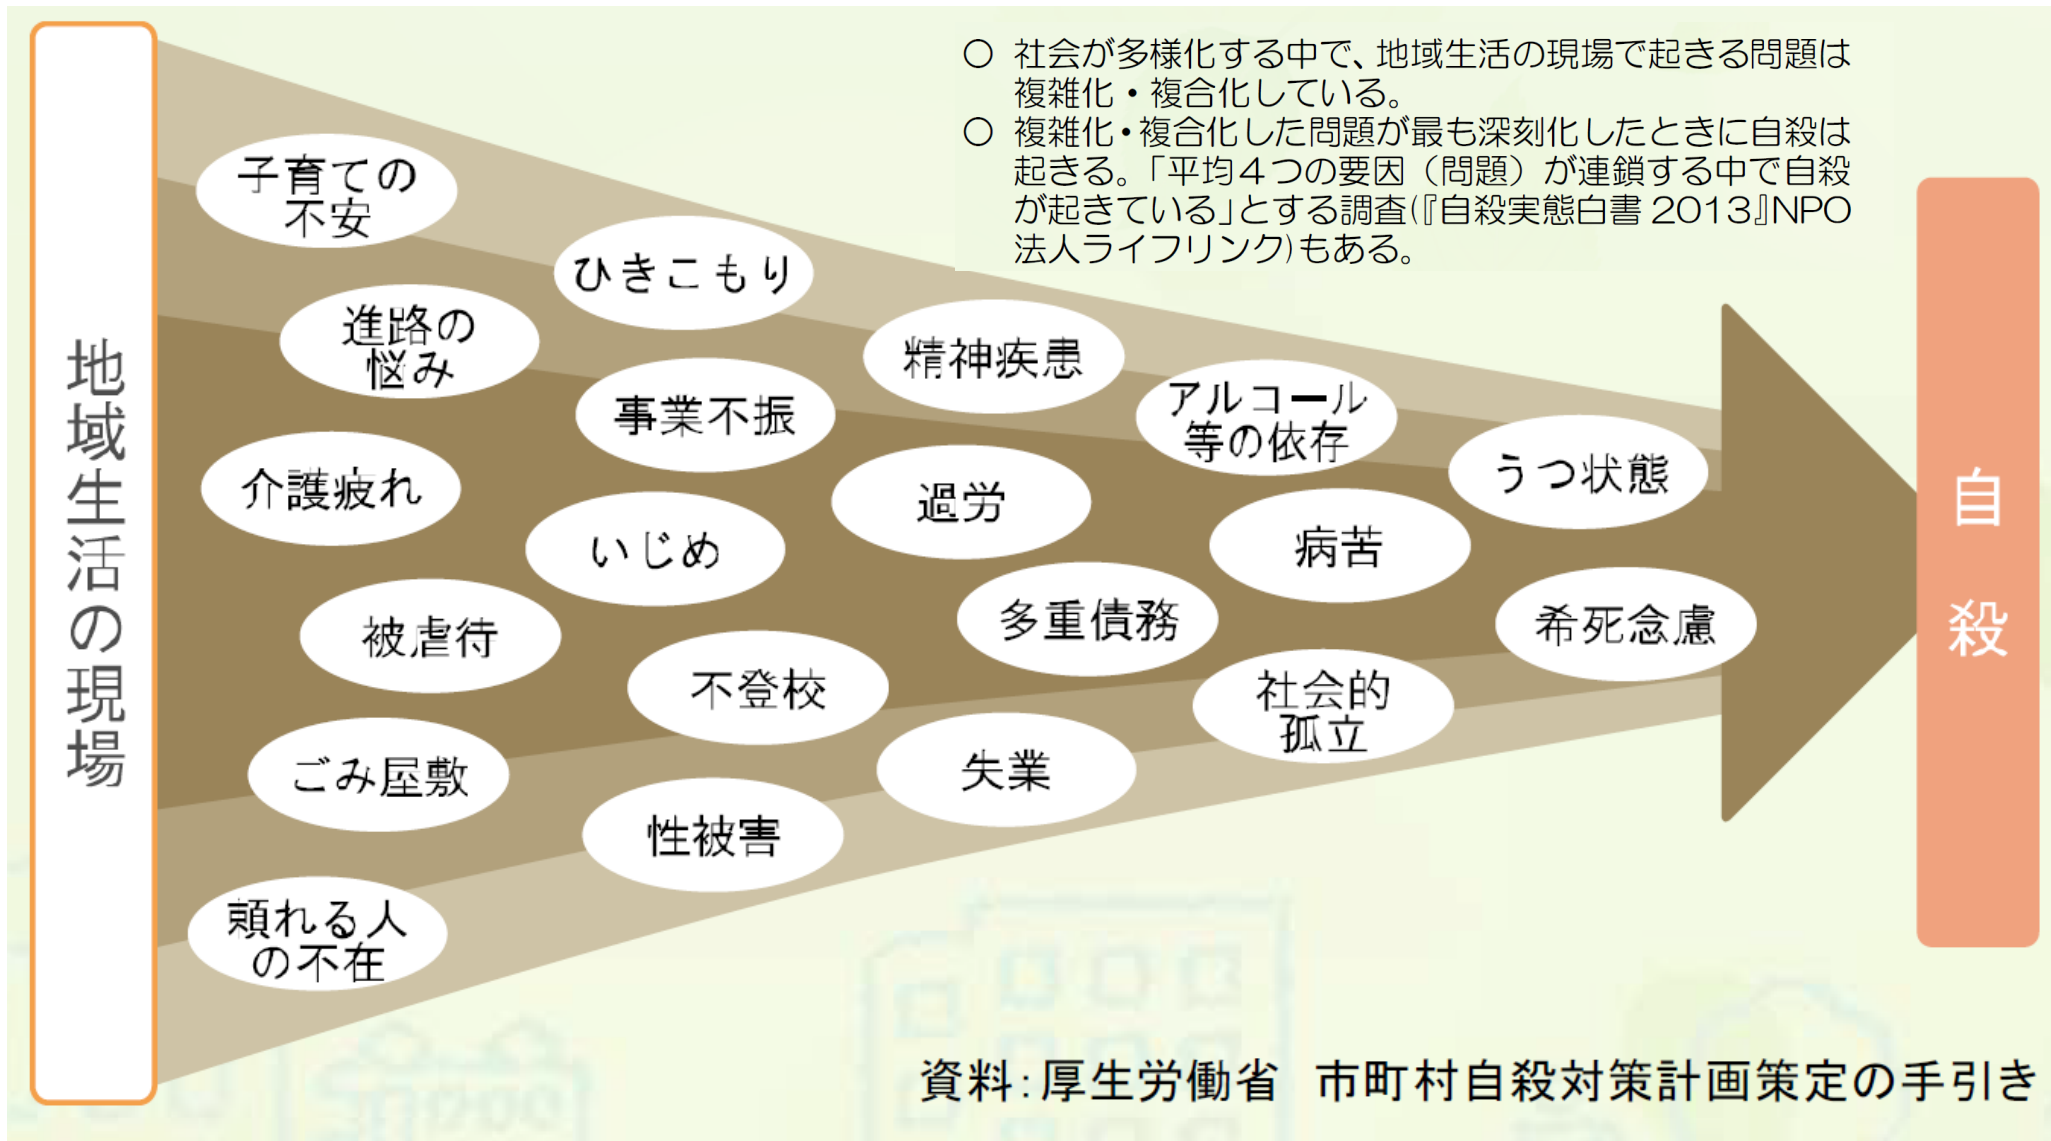 ○ 社会が多様化する中で、地域生活の現場で起きる問題は
複雑化・複合化している。
○ 複雑化・複合化した問題が最も深刻化したときに自殺は
起きる。「平均４つの要因（問題）が連鎖する中で自殺
が起きている」とする調査(『自殺実態白書 2013』NPO
法人ライフリンク)もある。
地域生活の現場
子育ての
不安
ひきこもり
進路の
悩み
精神疾患
事業不振
アルコール
等の依存
うつ状態
介護疲れ
過労
いじめ
病苦
被虐待
多重債務
希死念慮
不登校
社会的
孤立
ごみ屋敷
失業
性被害
頼れる人
の不在
自殺
資料：厚生労働省　市町村自殺対策計画策定の手引き